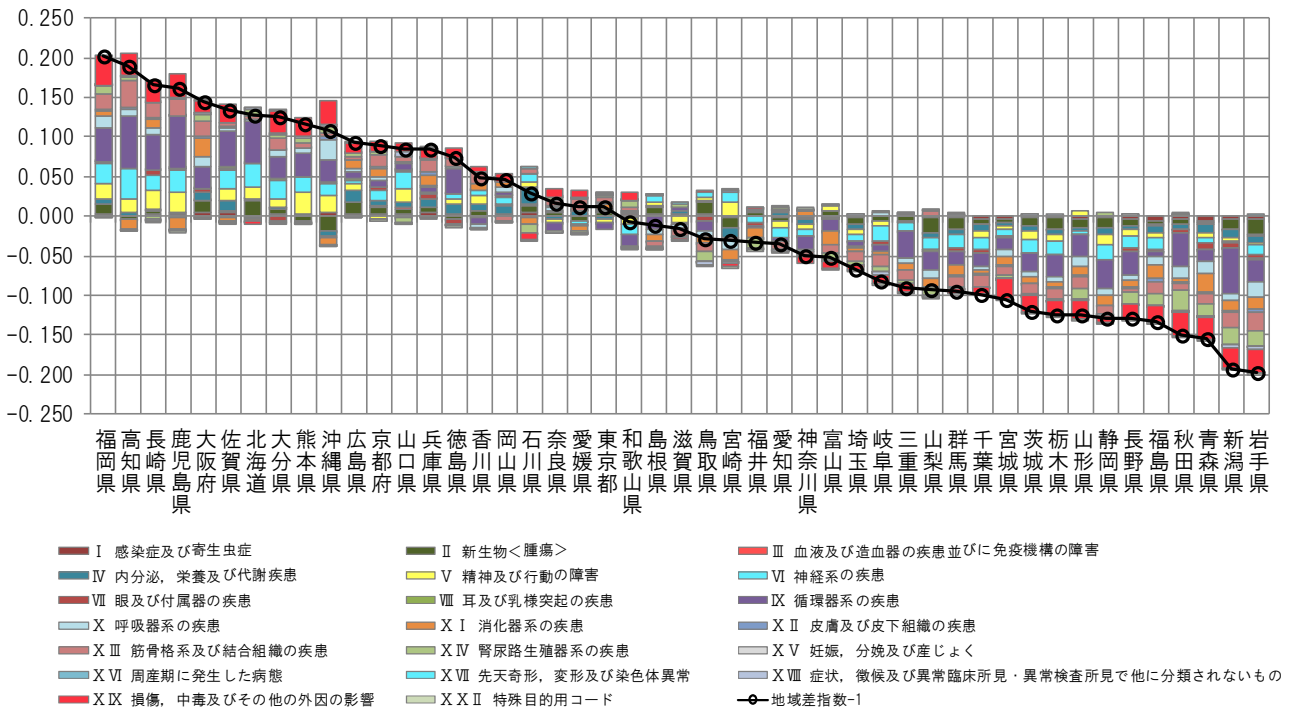 0.250
0.200
0.150
0.100
0.050
0.000
-0.050
-0.100
-0.150
-0.200
-0.250
福岡県 高知県 長崎県 鹿児島県 大阪府 佐賀県 北海道 大分県 熊本県 沖縄県 広島県 京都府 山口県 兵庫県 徳島県 香川県 岡山県 石川県 奈良県 愛媛県 東京都 和歌山県 島根県 滋賀県 鳥取県 宮崎県 福井県 愛知県 神奈川県 富山県 埼玉県 岐阜県 三重県 山梨県 群馬県 千葉県 宮城県 茨城県 栃木県 山形県 静岡県 長野県 福島県 秋田県 青森県 新潟県 岩手県
Ⅰ 感染症及び寄生虫症 Ⅱ 新生物<腫瘍> Ⅲ 血液及び造血器の疾患並びに免疫機構の障害
Ⅳ 内分泌, 栄養及び代謝疾患 Ⅴ 精神及び行動の障害 Ⅵ 神経系の疾患
Ⅶ 眼及び付属器の疾患 Ⅷ 耳及び乳様突起の疾患 Ⅸ 循環器系の疾患
Ⅹ 呼吸器系の疾患 ⅩⅠ 消化器系の疾患 ⅩⅡ 皮膚及び皮下組織の疾患
ⅩⅢ 筋骨格系及び結合組織の疾患 ⅩⅣ 腎尿路生殖器系の疾患 ⅩⅤ 妊娠, 分娩及び産じょく
ⅩⅥ 周産期に発生した病態 ⅩⅦ 先天奇形, 変形及び染色体異常 ⅩⅧ 症状, 徴候及び異常臨床所見・異常検査所見で他に分類されないもの
ⅩⅨ 損傷, 中毒及びその他の外因の影響 ⅩⅩⅡ 特殊目的用コード 地域差指数-1